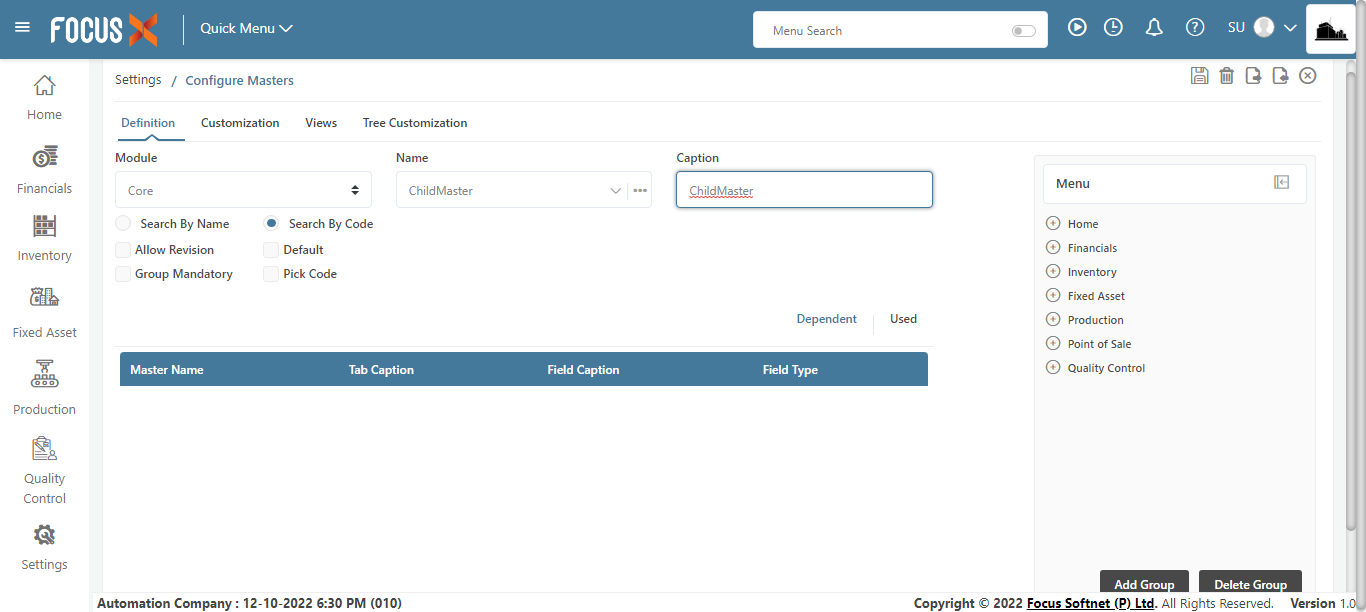 FOCUS X
Quick Menu
Menu Search
SU
Home
Financials
Inventory
Fixed Asset
Production
Quality
Control
Settings
Settings / Configure Masters
Definition Customization Views Tree Customization
Module Name Caption
Core ChildMaster ChildMaster
Search By Name Search By Code
Allow Revision Default
Group Mandatory Pick Code
Dependent Used
Master Name Tab Caption Field Caption Field Type
Menu
Home
Financials
Inventory
Fixed Asset
Production
Point of Sale
Quality Control
Add Group Delete Group
Automation Company : 12-10-2022 6:30 PM (010)
Copyright © 2022 Focus Softnet (P) Ltd. All Rights Reserved. Version 1.0